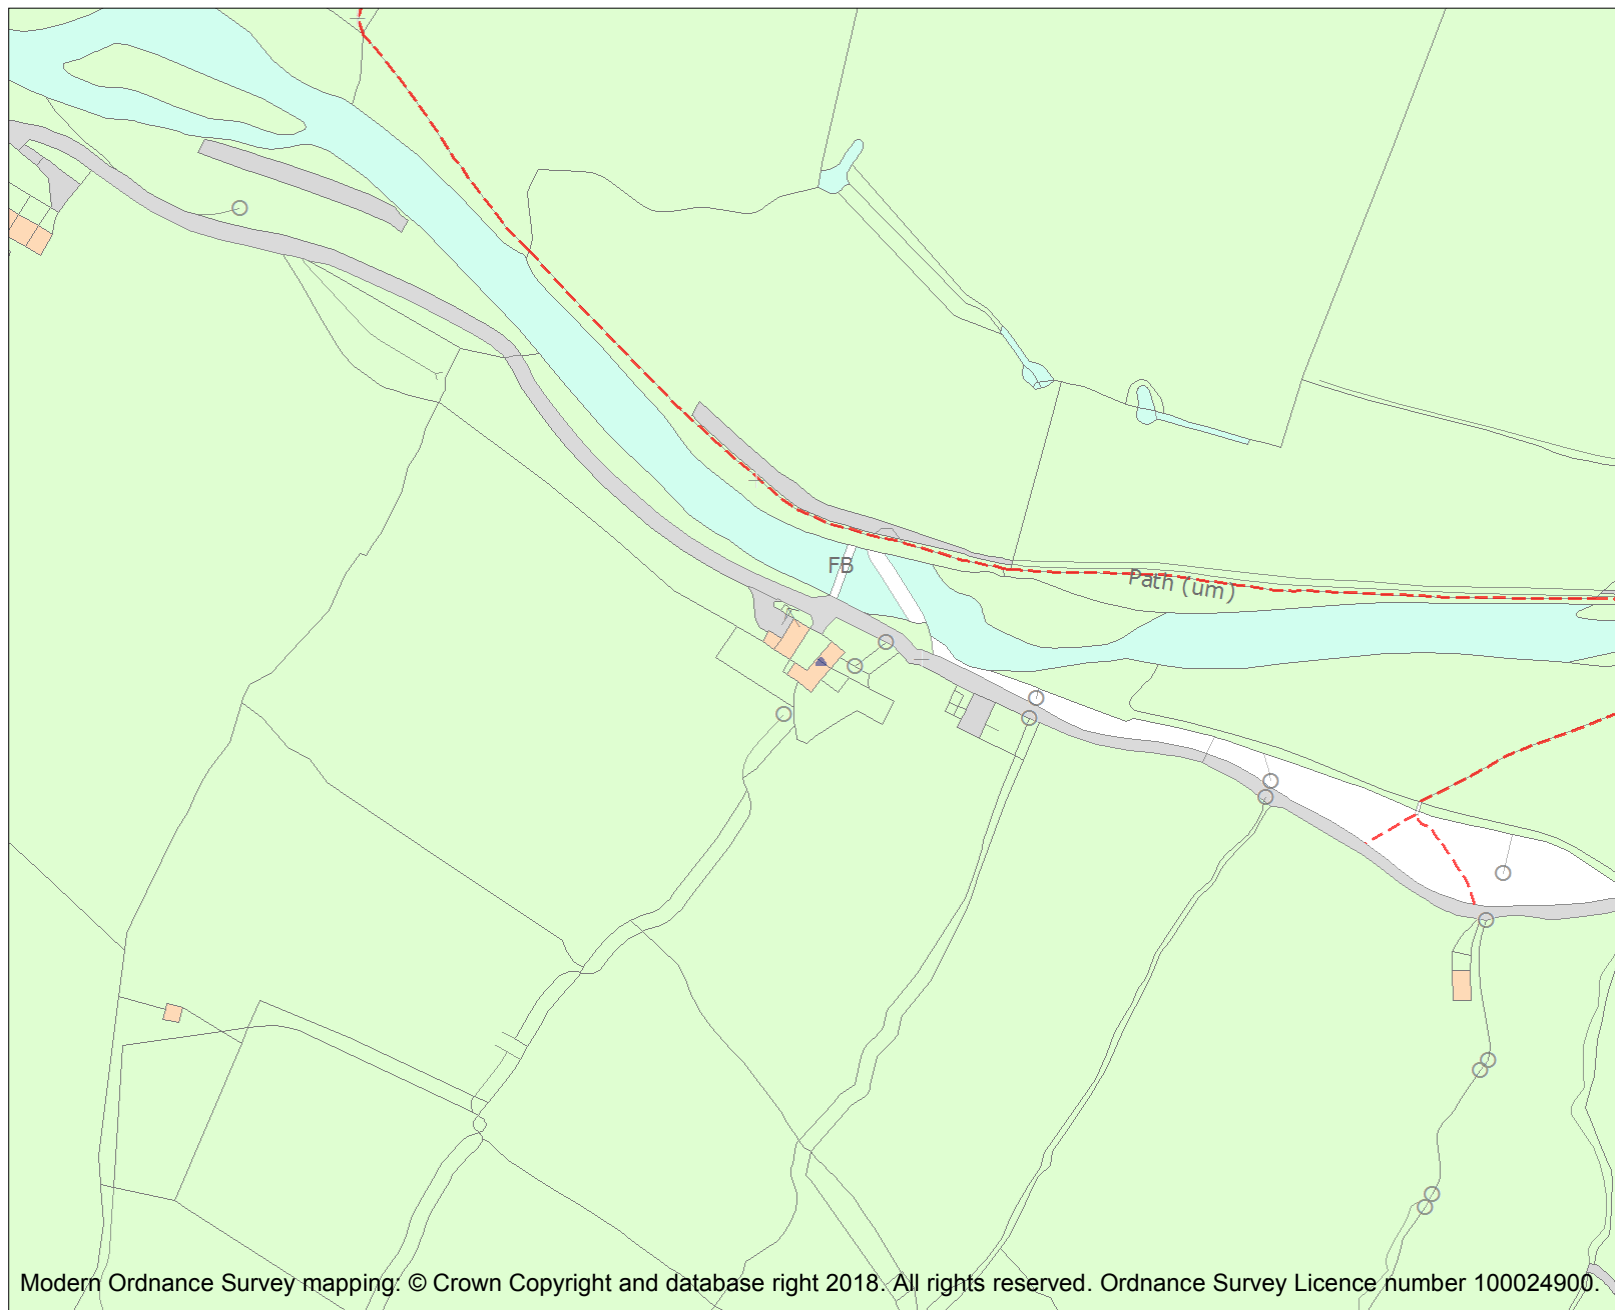 FB
Path (um)
Modern Ordnance Survey mapping: © Crown Copyright and database right 2018. All rights reserved. Ordnance Survey Licence number 100024900.